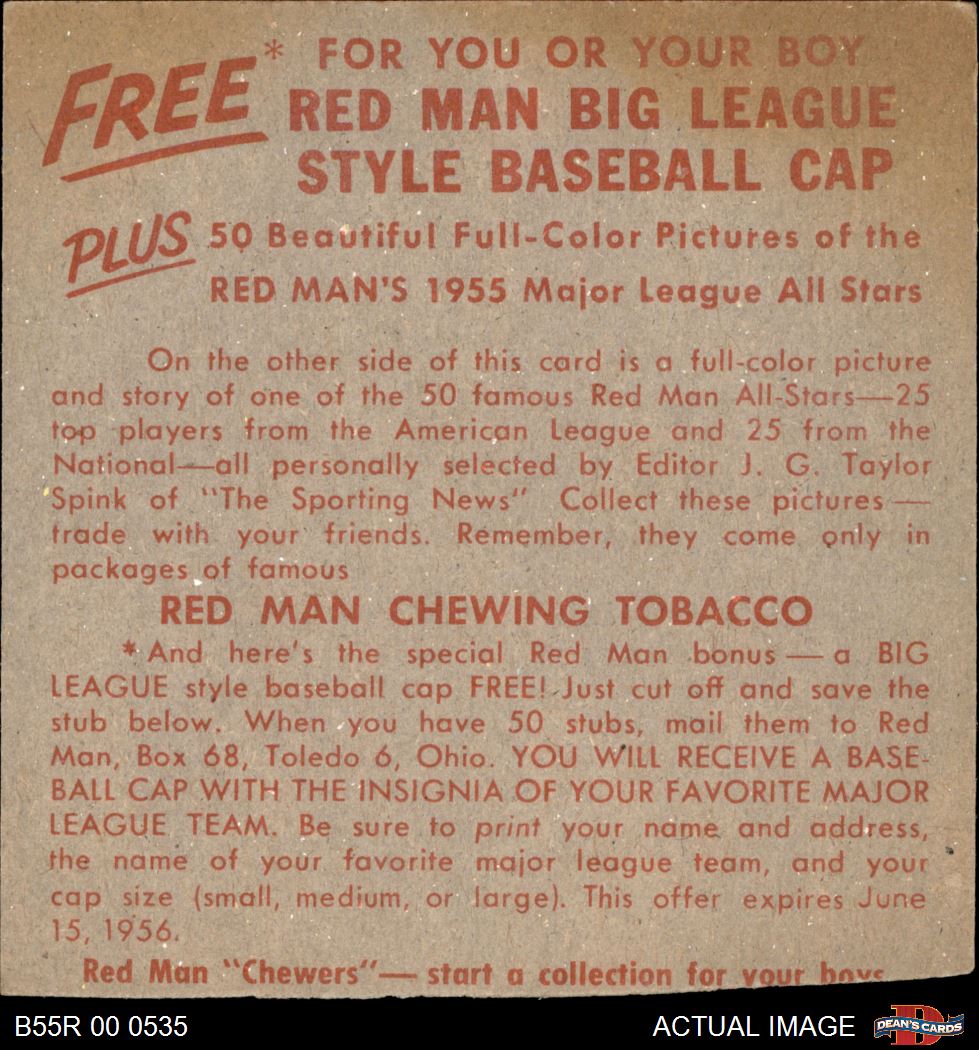 FREE* FOR YOU OR YOUR BOY
RED MAN BIG LEAGUE
STYLE BASEBALL CAP
PLUS 50 Beautiful Full-Color Pictures of the
RED MAN'S 1955 Major League All Stars
On the other side of this card is a full-color picture
and story of one of the 50 famous Red Man All-Stars—25
top players from the American League and 25 from the
National—all personally selected by Editor J. G. Taylor
Spink of "The Sporting News" Collect these pictures—
trade with your friends. Remember, they come only in
packages of famous
RED MAN CHEWING TOBACCO
*And here's the special Red Man bonus—a BIG
LEAGUE style baseball cap FREE! Just cut off and save the
stub below. When you have 50 stubs, mail them to Red
Man, Box 68, Toledo 6, Ohio. YOU WILL RECEIVE A BASE-
BALL CAP WITH THE INSIGNIA OF YOUR FAVORITE MAJOR
LEAGUE TEAM. Be sure to print your name and address,
the name of your favorite major league team, and your
cap size (small, medium, or large). This offer expires June
15, 1956.
Red Man "Chewers"—start a collection for your boys
B55R 00 0535 ACTUAL IMAGE D DEAN'S CARDS